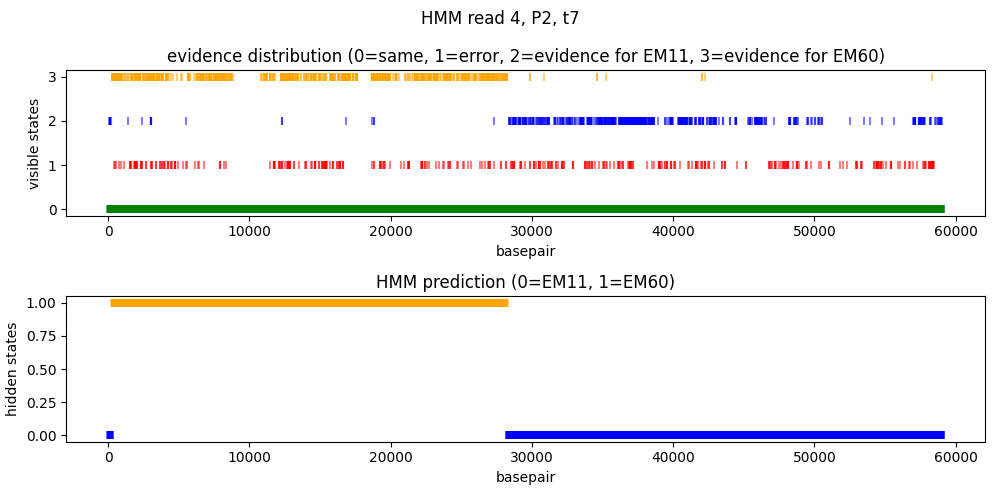 HMM read 4, P2, t7
evidence distribution (0=same, 1=error, 2=evidence for EM11, 3=evidence for EM60)
visible states
3
2
1
0
0 10000 20000 30000 40000 50000 60000
basepair
HMM prediction (0=EM11, 1=EM60)
hidden states
1.00
0.75
0.50
0.25
0.00
0 10000 20000 30000 40000 50000 60000
basepair